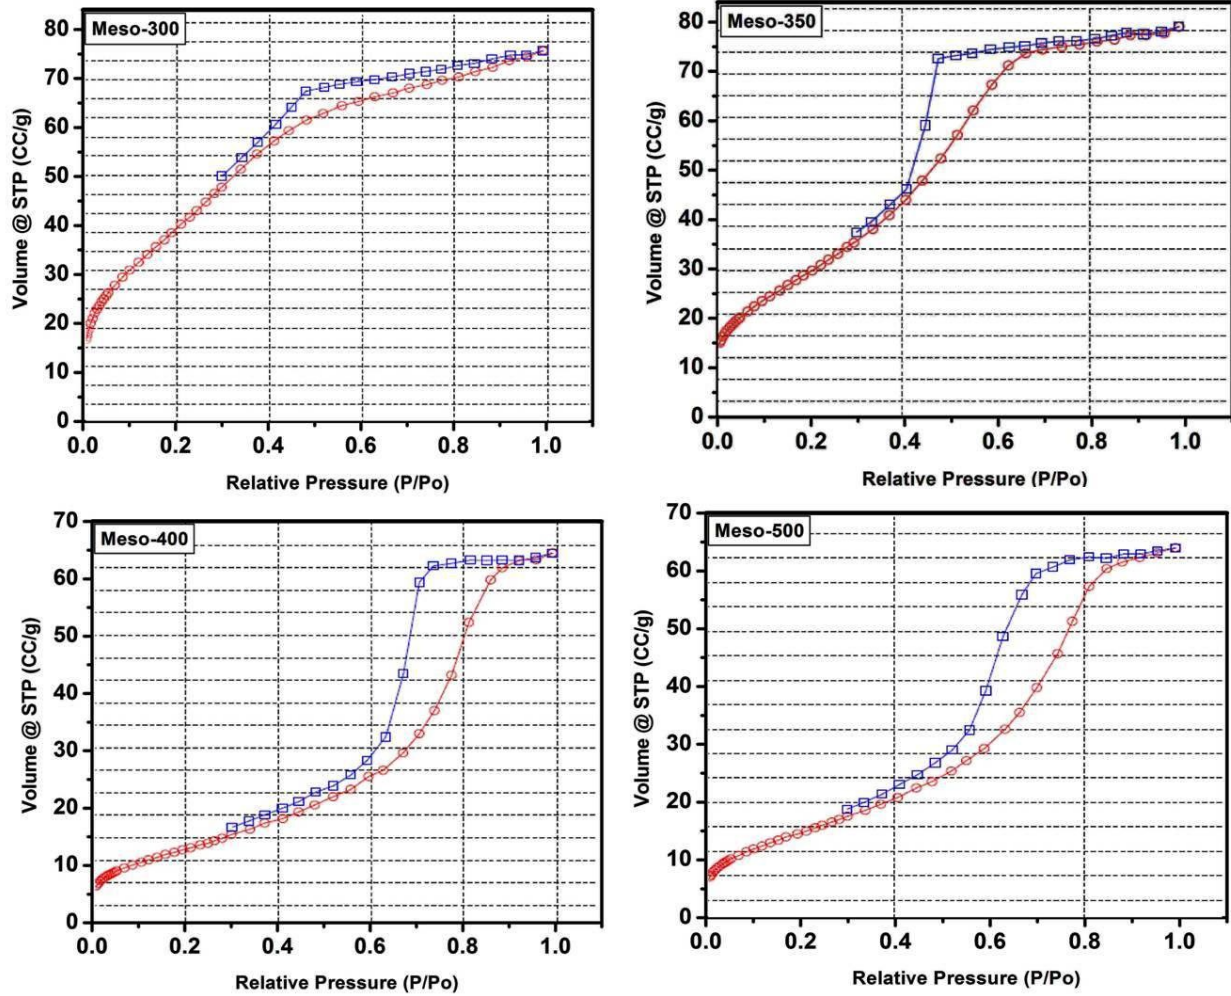 Meso-300
Volume @ STP (CC/g)
80
70
60
50
40
30
20
10
0
0.0 0.2 0.4 0.6 0.8 1.0
Relative Pressure (P/Po)
Meso-350
Volume @ STP (CC/g)
80
70
60
50
40
30
20
10
0
0.0 0.2 0.4 0.6 0.8 1.0
Relative Pressure (P/Po)
Meso-400
Volume @ STP (CC/g)
70
60
50
40
30
20
10
0
0.0 0.2 0.4 0.6 0.8 1.0
Relative Pressure (P/Po)
Meso-500
Volume @ STP (CC/g)
70
60
50
40
30
20
10
0
0.0 0.2 0.4 0.6 0.8 1.0
Relative Pressure (P/Po)